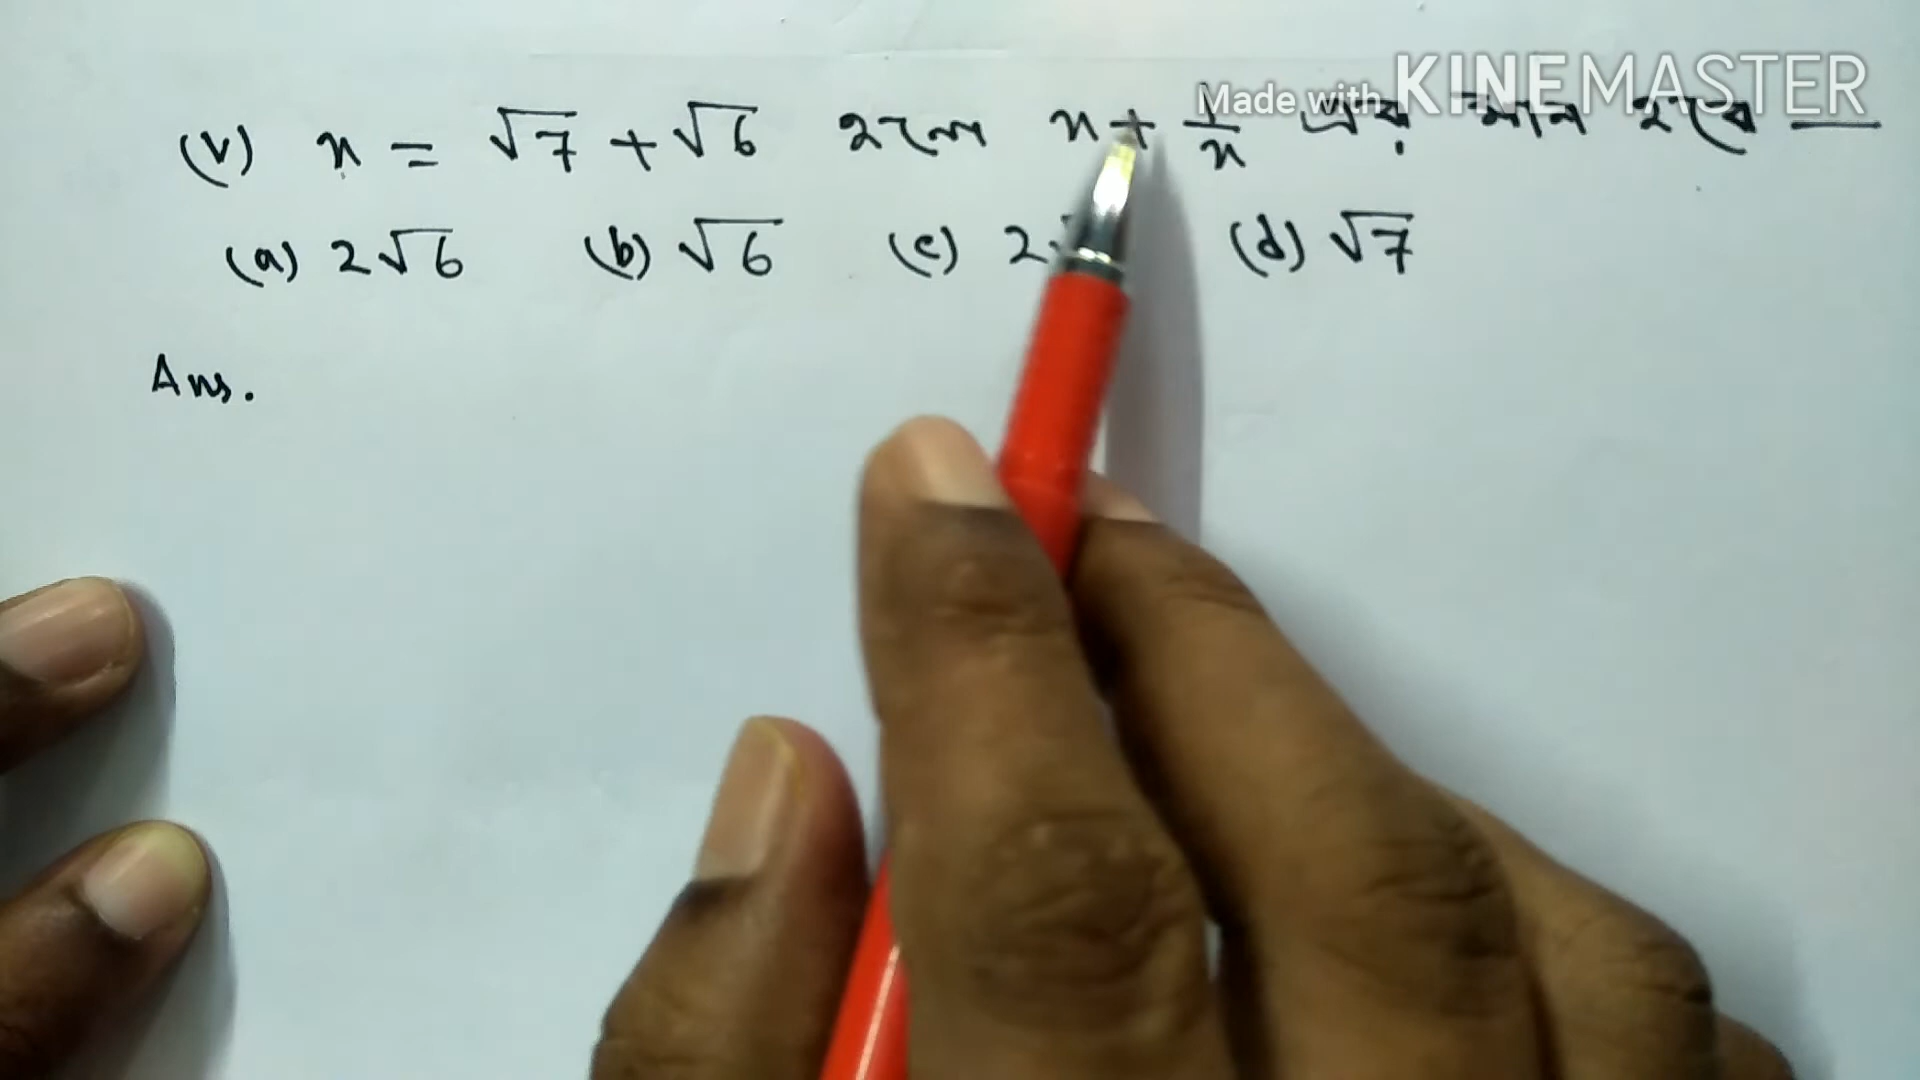 Made with KINEMASTER
(v) x = √7 + √6 হলে x + 1/x এর মান হবে —
(a) 2√6 (b) √6 (c) 2√ (d) √7
Ans.